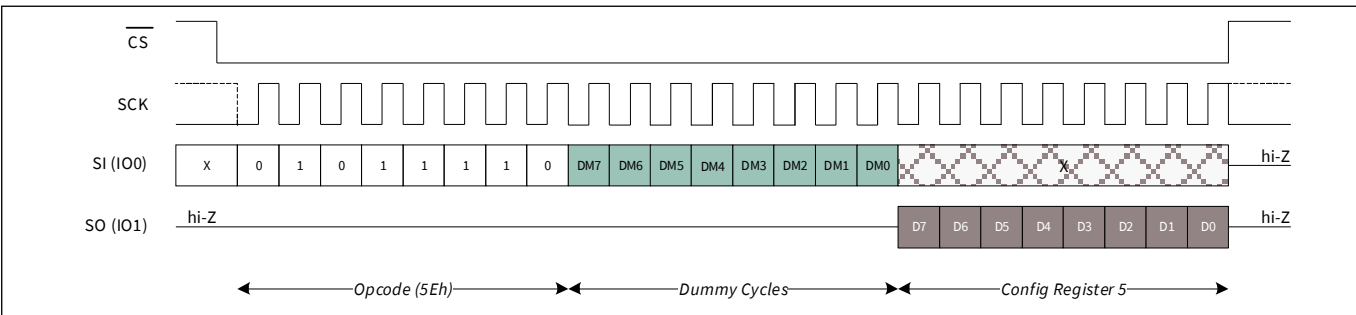 CS
SCK
SI (IO0) X 0 1 0 1 1 1 1 0 DM7 DM6 DM5 DM4 DM3 DM2 DM1 DM0 X hi-Z
SO (IO1) hi-Z D7 D6 D5 D4 D3 D2 D1 D0 hi-Z
Opcode (5Eh) Dummy Cycles Config Register 5